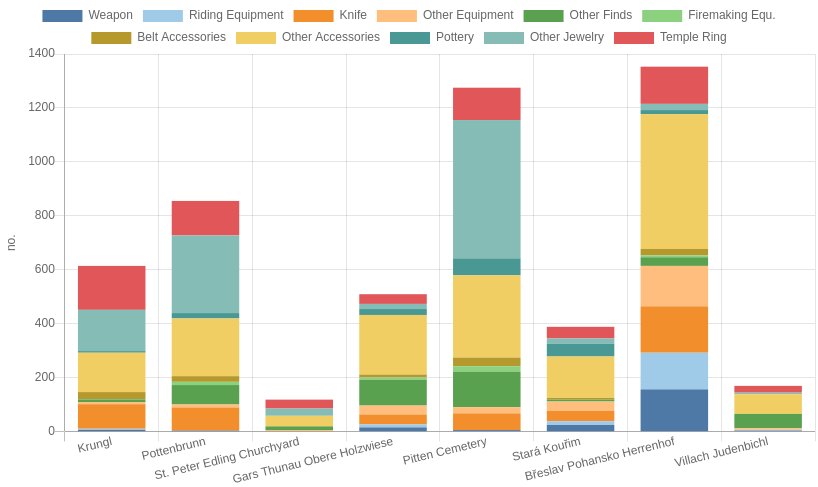 Weapon Riding Equipment Knife Other Equipment Other Finds Firemaking Equ.
Belt Accessories Other Accessories Pottery Other Jewelry Temple Ring
1400
1200
1000
800
600
400
200
0
no.
Krungl
Pottenbrunn
St. Peter Edling Churchyard
Gars Thunau Obere Holzwiese
Pitten Cemetery
Stará Kouřim
Břeslav Pohansko Herrenhof
Villach Judenbichl